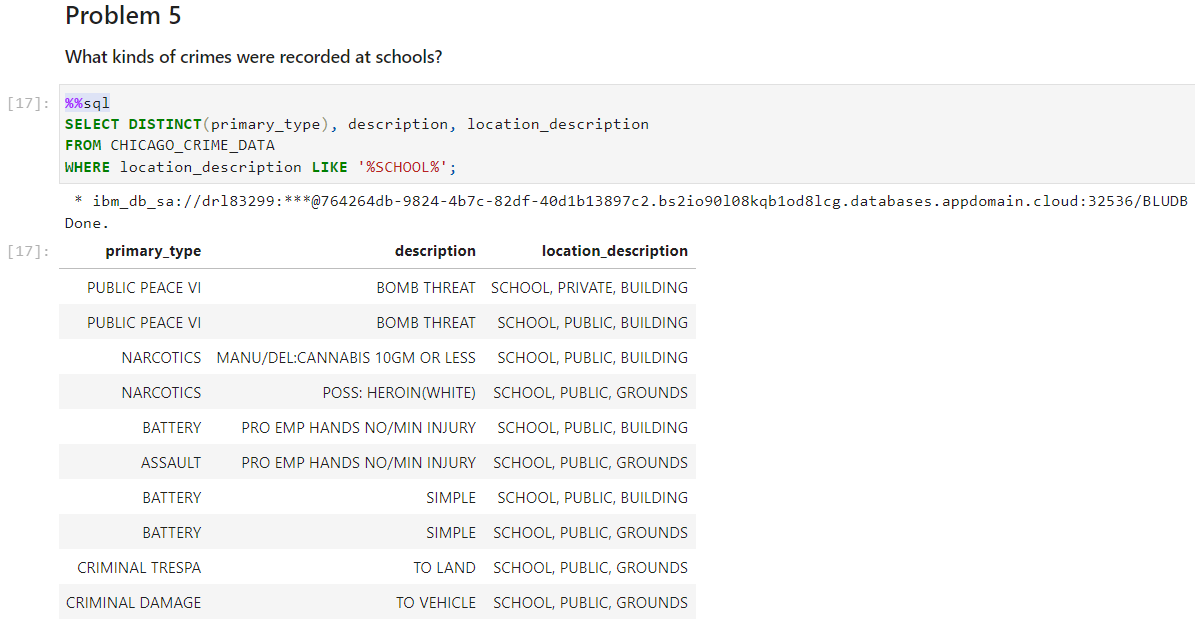 Problem 5
What kinds of crimes were recorded at schools?
[17]: %%sql
SELECT DISTINCT(primary_type), description, location_description
FROM CHICAGO_CRIME_DATA
WHERE location_description LIKE '%SCHOOL%';
* ibm_db_sa://drl83299:***@764264db-9824-4b7c-82df-40d1b13897c2.bs2io90l08kqb1od8lcg.databases.appdomain.cloud:32536/BLUDB
Done.
[17]: primary_type description location_description
PUBLIC PEACE VI BOMB THREAT SCHOOL, PRIVATE, BUILDING
PUBLIC PEACE VI BOMB THREAT SCHOOL, PUBLIC, BUILDING
NARCOTICS MANU/DEL:CANNABIS 10GM OR LESS SCHOOL, PUBLIC, BUILDING
NARCOTICS POSS: HEROIN(WHITE) SCHOOL, PUBLIC, GROUNDS
BATTERY PRO EMP HANDS NO/MIN INJURY SCHOOL, PUBLIC, BUILDING
ASSAULT PRO EMP HANDS NO/MIN INJURY SCHOOL, PUBLIC, GROUNDS
BATTERY SIMPLE SCHOOL, PUBLIC, BUILDING
BATTERY SIMPLE SCHOOL, PUBLIC, GROUNDS
CRIMINAL TRESPA TO LAND SCHOOL, PUBLIC, GROUNDS
CRIMINAL DAMAGE TO VEHICLE SCHOOL, PUBLIC, GROUNDS